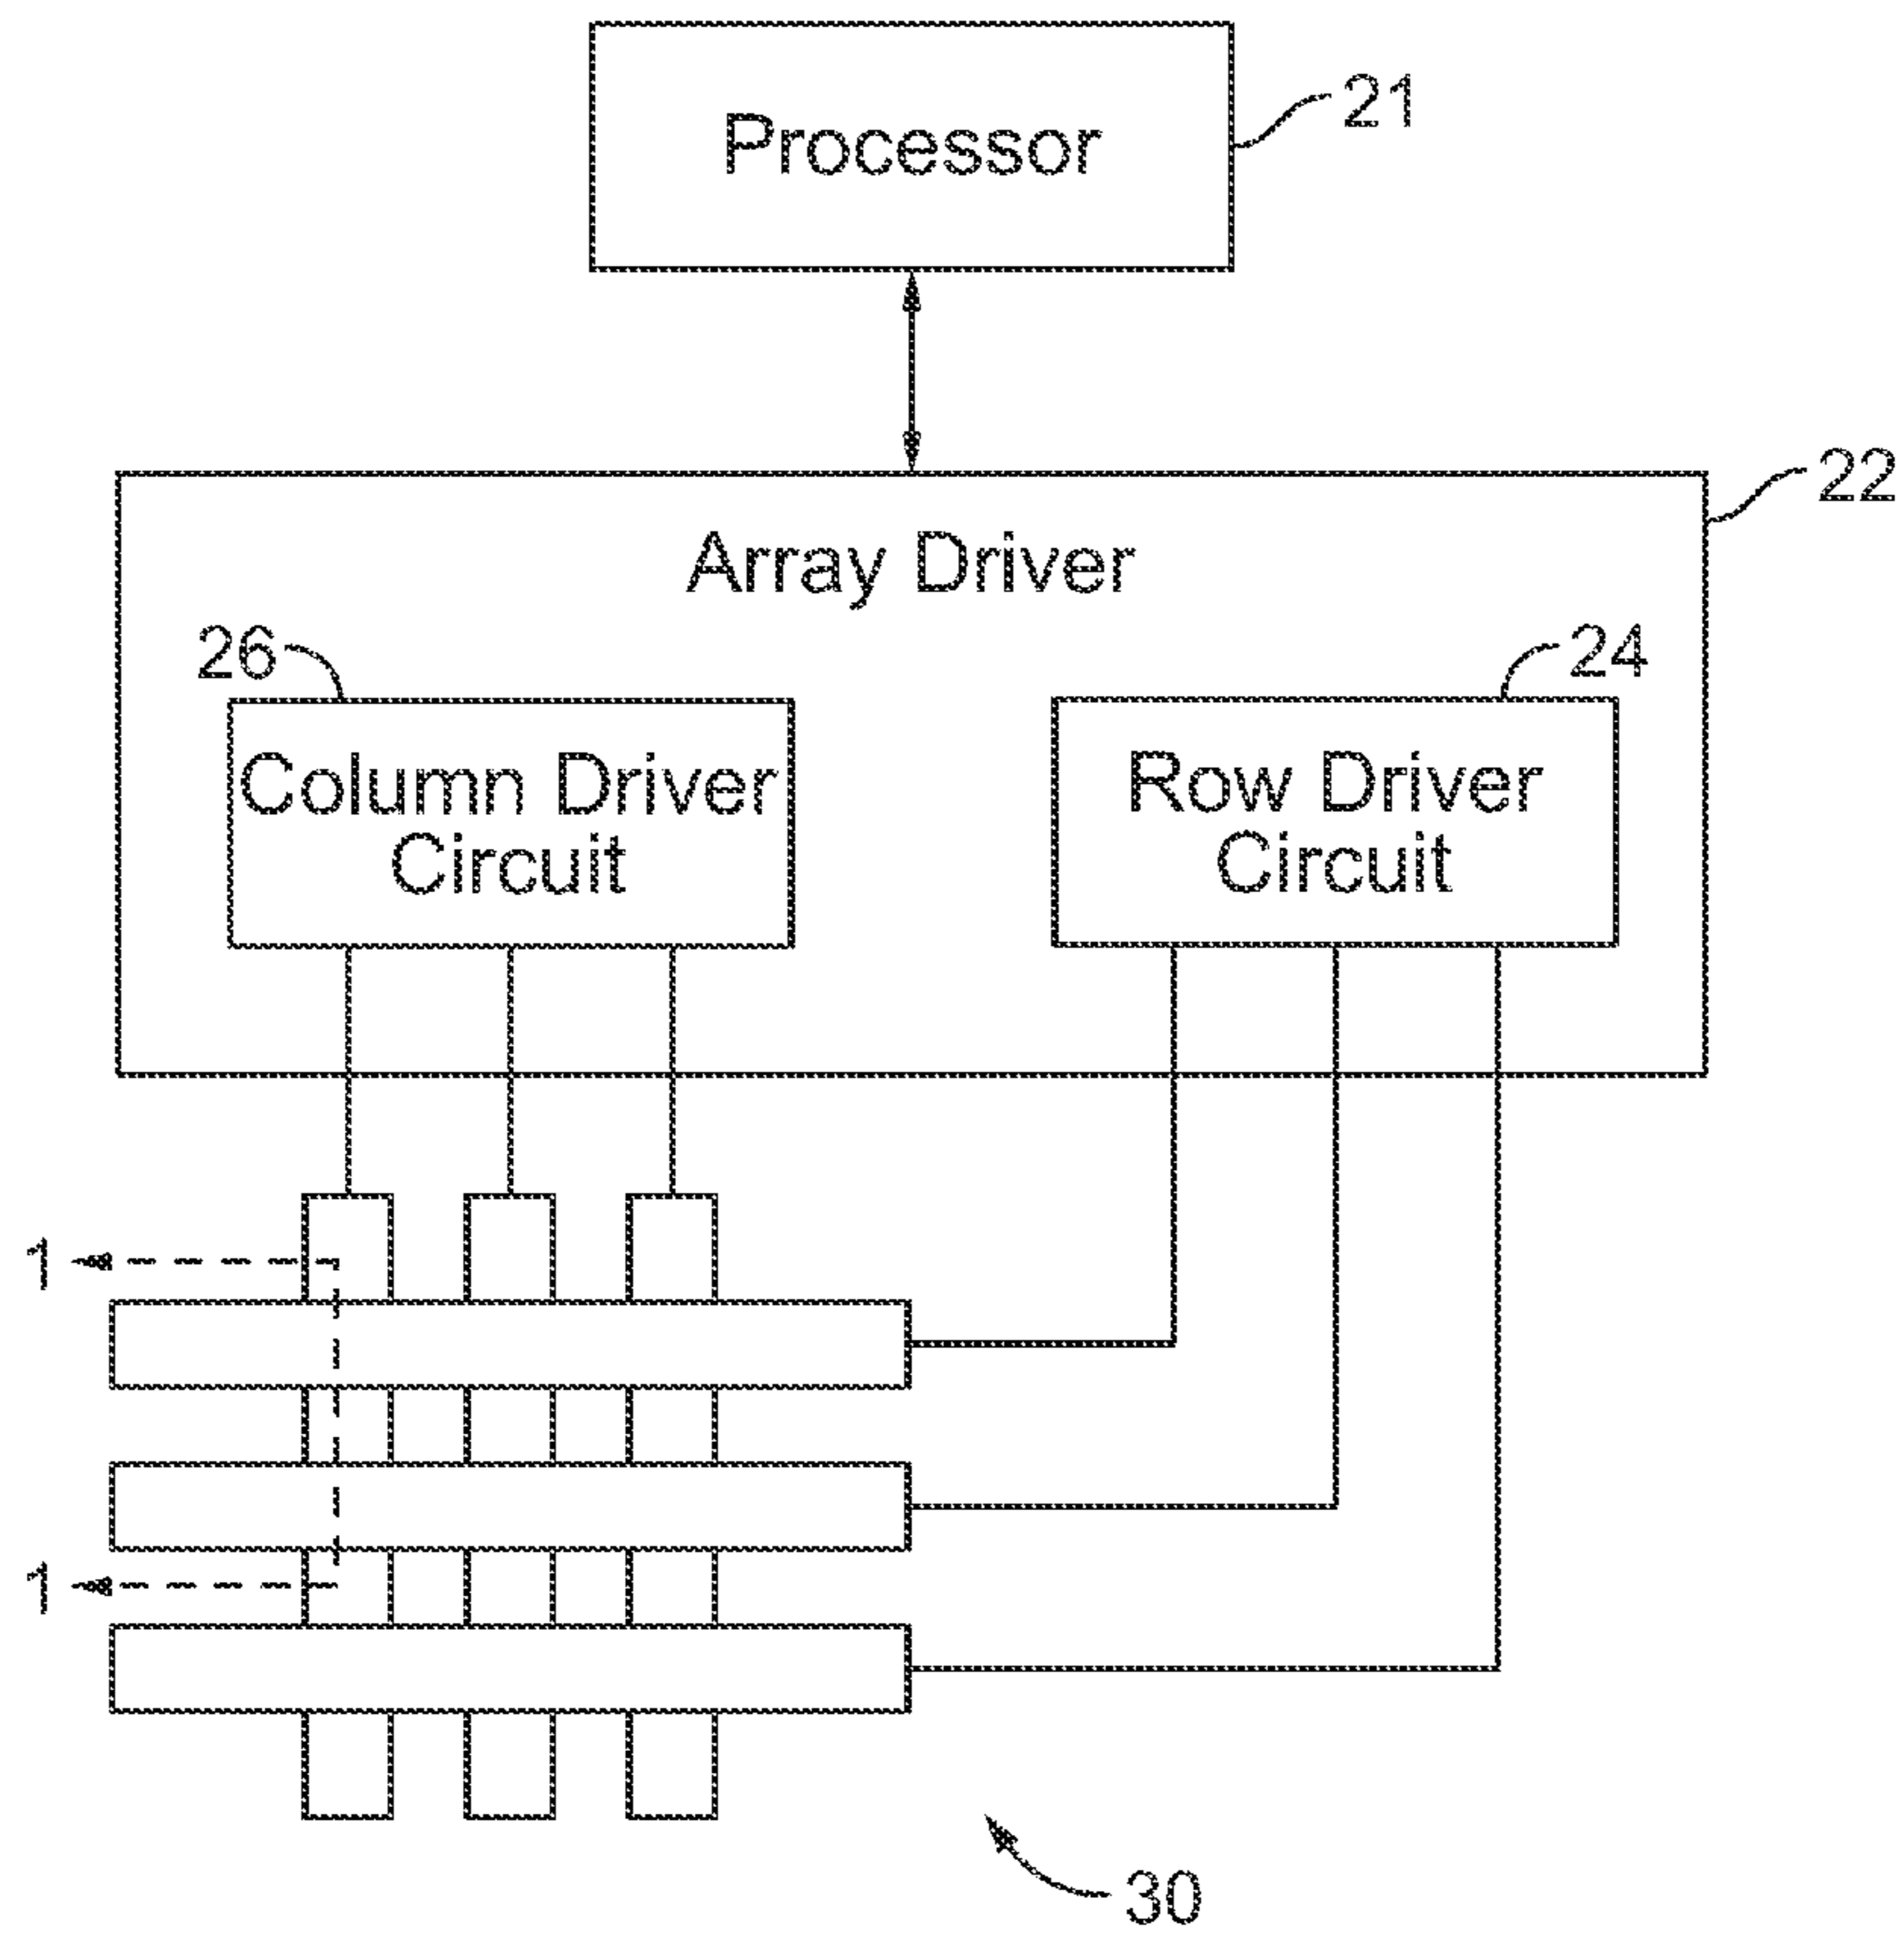 Processor
21
Array Driver
22
26
24
Column Driver
Circuit
Row Driver
Circuit
1
1
30